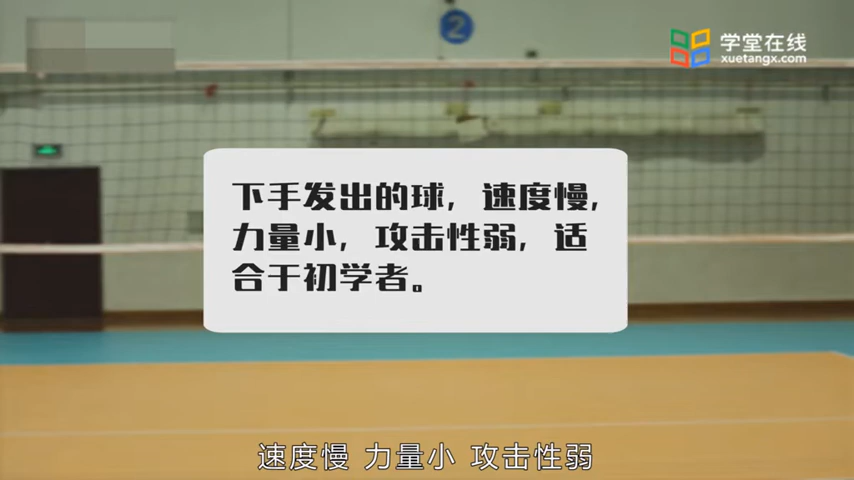 2
学堂在线
xuetangx.com
下手发出的球，速度慢，
力量小，攻击性弱，适
合于初学者。
速度慢 力量小 攻击性弱